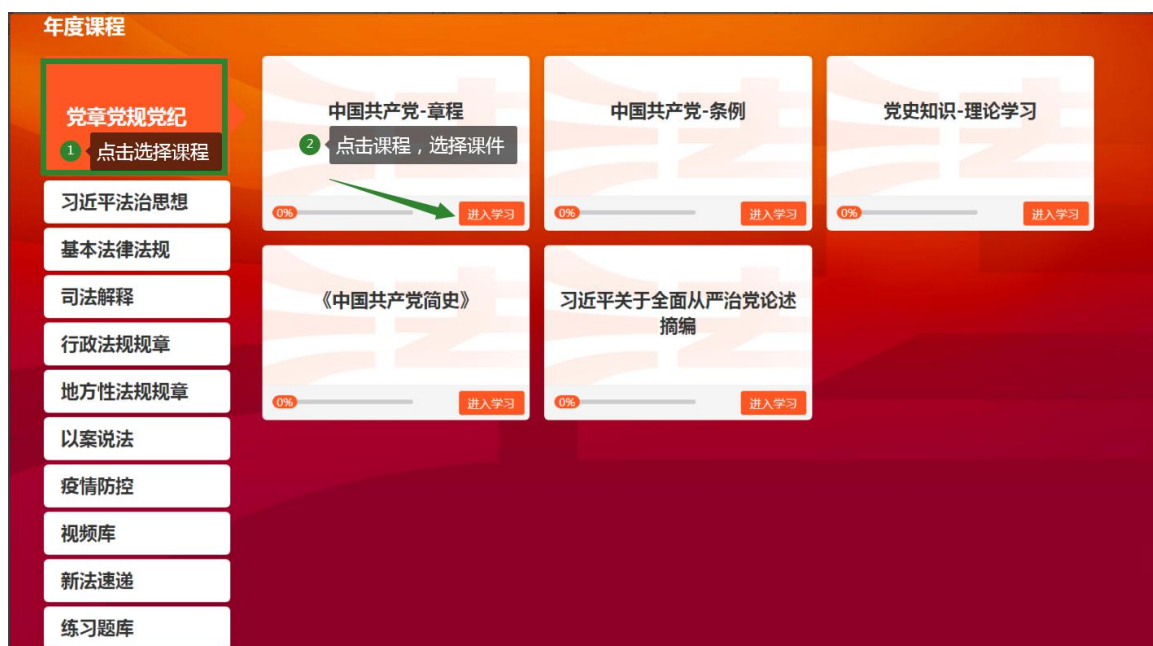 年度课程
党章党规党纪
1 点击选择课程
习近平法治思想
基本法律法规
司法解释
行政法规规章
地方性法规规章
以案说法
疫情防控
视频库
新法速递
练习题库
中国共产党-章程
2 点击课程，选择课件
0%
进入学习
中国共产党-条例
0%
进入学习
党史知识-理论学习
0%
进入学习
《中国共产党简史》
0%
进入学习
习近平关于全面从严治党论述
摘编
0%
进入学习